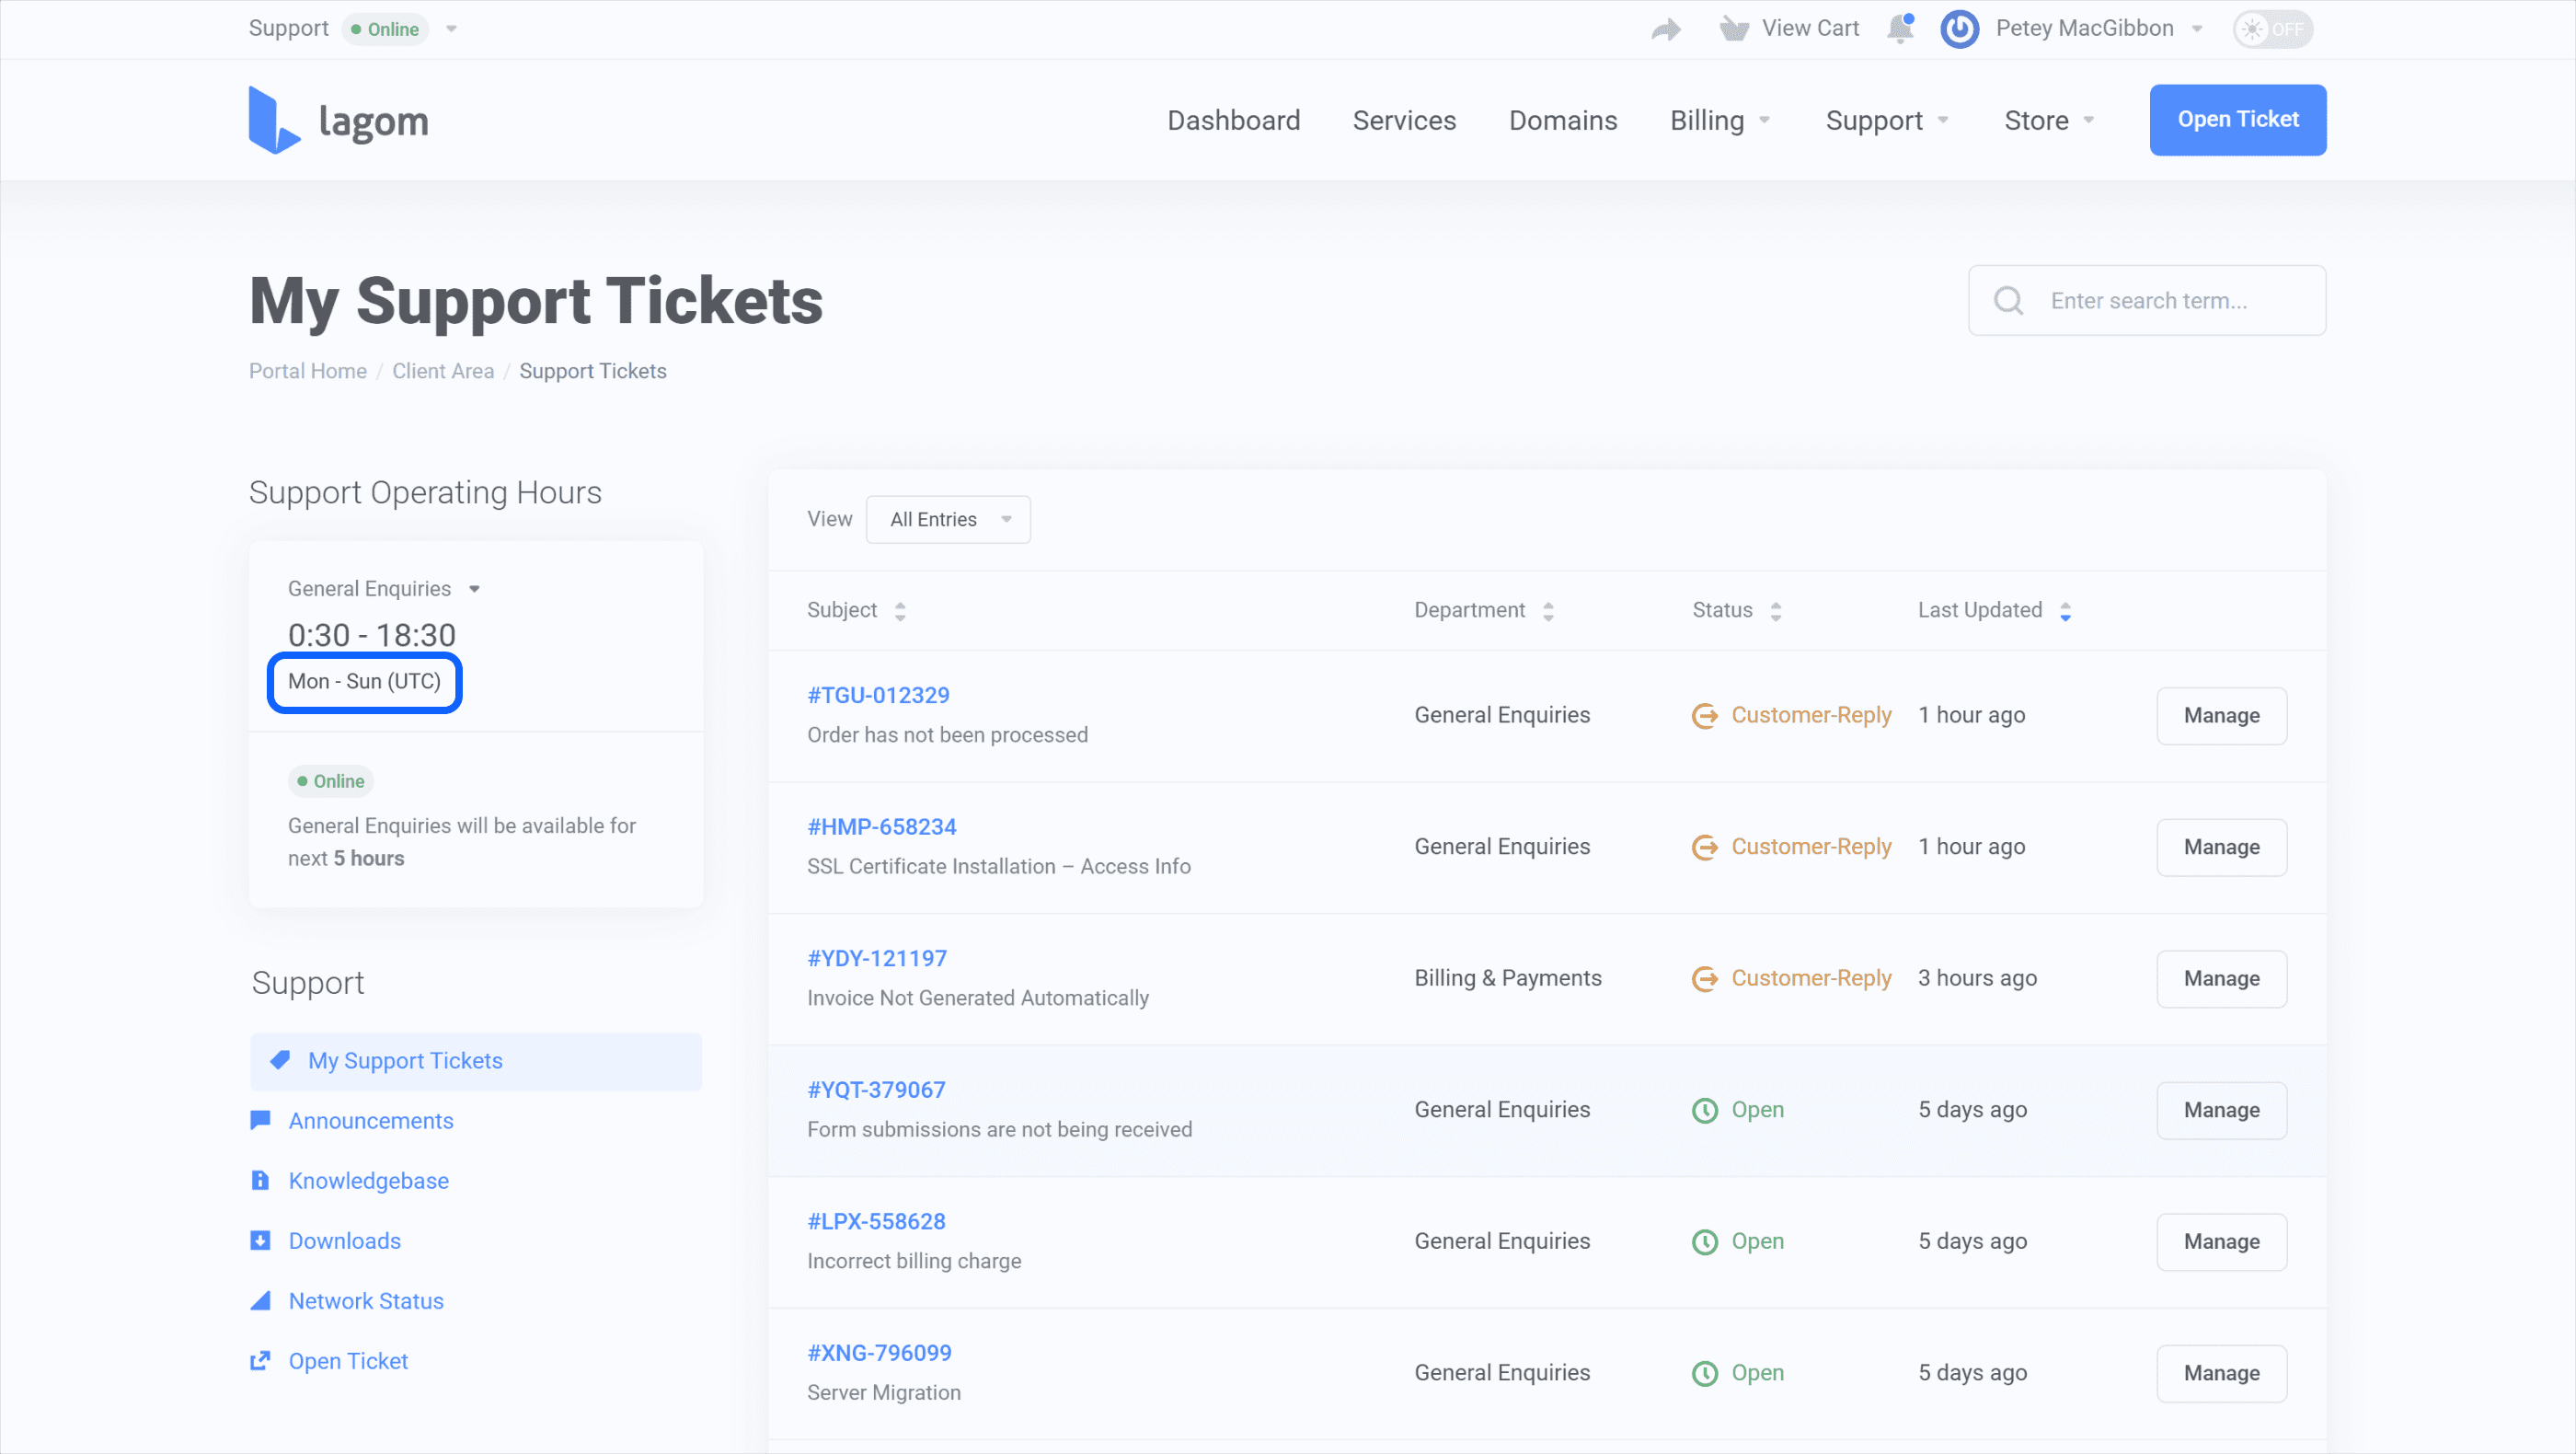 Support Online
View Cart
Petey MacGibbon
OFF
lagom
Dashboard Services Domains Billing Support Store Open Ticket
My Support Tickets
Enter search term...
Portal Home / Client Area / Support Tickets
Support Operating Hours
General Enquiries
0:30 - 18:30
Mon - Sun (UTC)
Online
General Enquiries will be available for
next 5 hours
Support
My Support Tickets
Announcements
Knowledgebase
Downloads
Network Status
Open Ticket
View All Entries
Subject Department Status Last Updated
#TGU-012329
Order has not been processed
General Enquiries Customer-Reply 1 hour ago Manage
#HMP-658234
SSL Certificate Installation – Access Info
General Enquiries Customer-Reply 1 hour ago Manage
#YDY-121197
Invoice Not Generated Automatically
Billing & Payments Customer-Reply 3 hours ago Manage
#YQT-379067
Form submissions are not being received
General Enquiries Open 5 days ago Manage
#LPX-558628
Incorrect billing charge
General Enquiries Open 5 days ago Manage
#XNG-796099
Server Migration
General Enquiries Open 5 days ago Manage